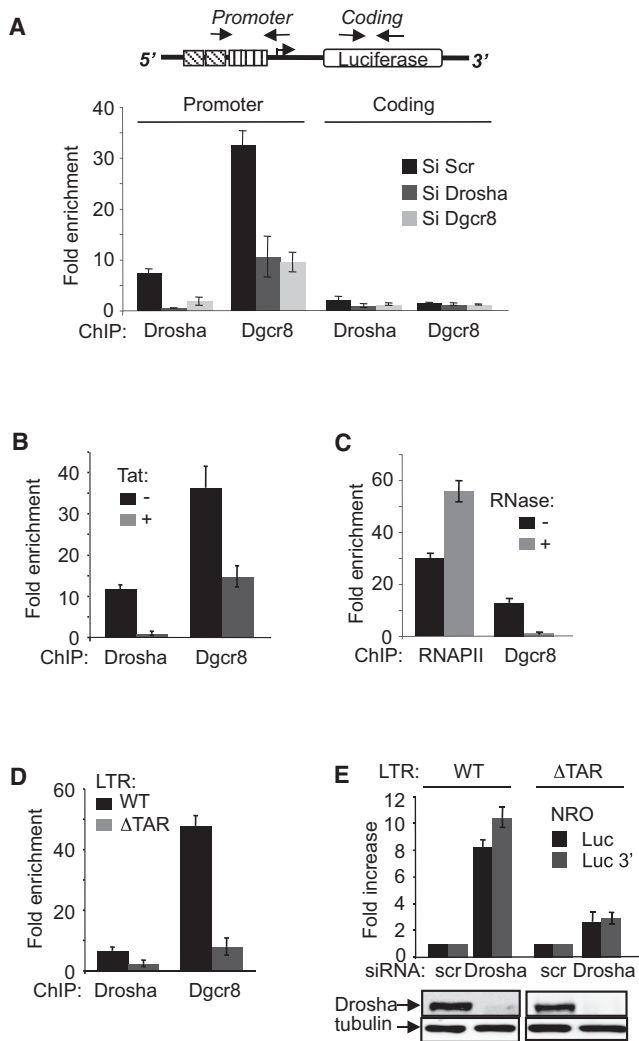 A
Promoter Coding
5’ Luciferase 3’
Promoter Coding
40
30
20
10
0
Fold enrichment
Si Scr
Si Drosha
Si Dgcr8
ChIP: Drosha Dgcr8 Drosha Dgcr8
B
Tat:
-
+
40
30
40
10
0
Fold enrichment
ChIP: Drosha Dgcr8
C
RNase:
-
+
60
40
20
0
Fold enrichment
ChIP: RNAPII Dgcr8
D
LTR:
WT
ΔTAR
60
40
20
0
Fold enrichment
ChIP: Drosha Dgcr8
E
LTR: WT ΔTAR
NRO
Luc
Luc 3’
12
10
8
6
4
2
0
Fold increase
siRNA: scr Drosha scr Drosha
Drosha
tubulin